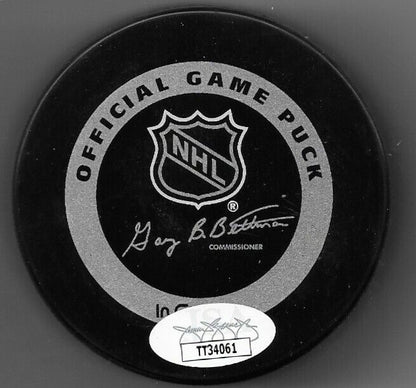 OFFICIAL GAME PUCK
NHL
®
Gary B. Bettman
COMMISSIONER
TT34061